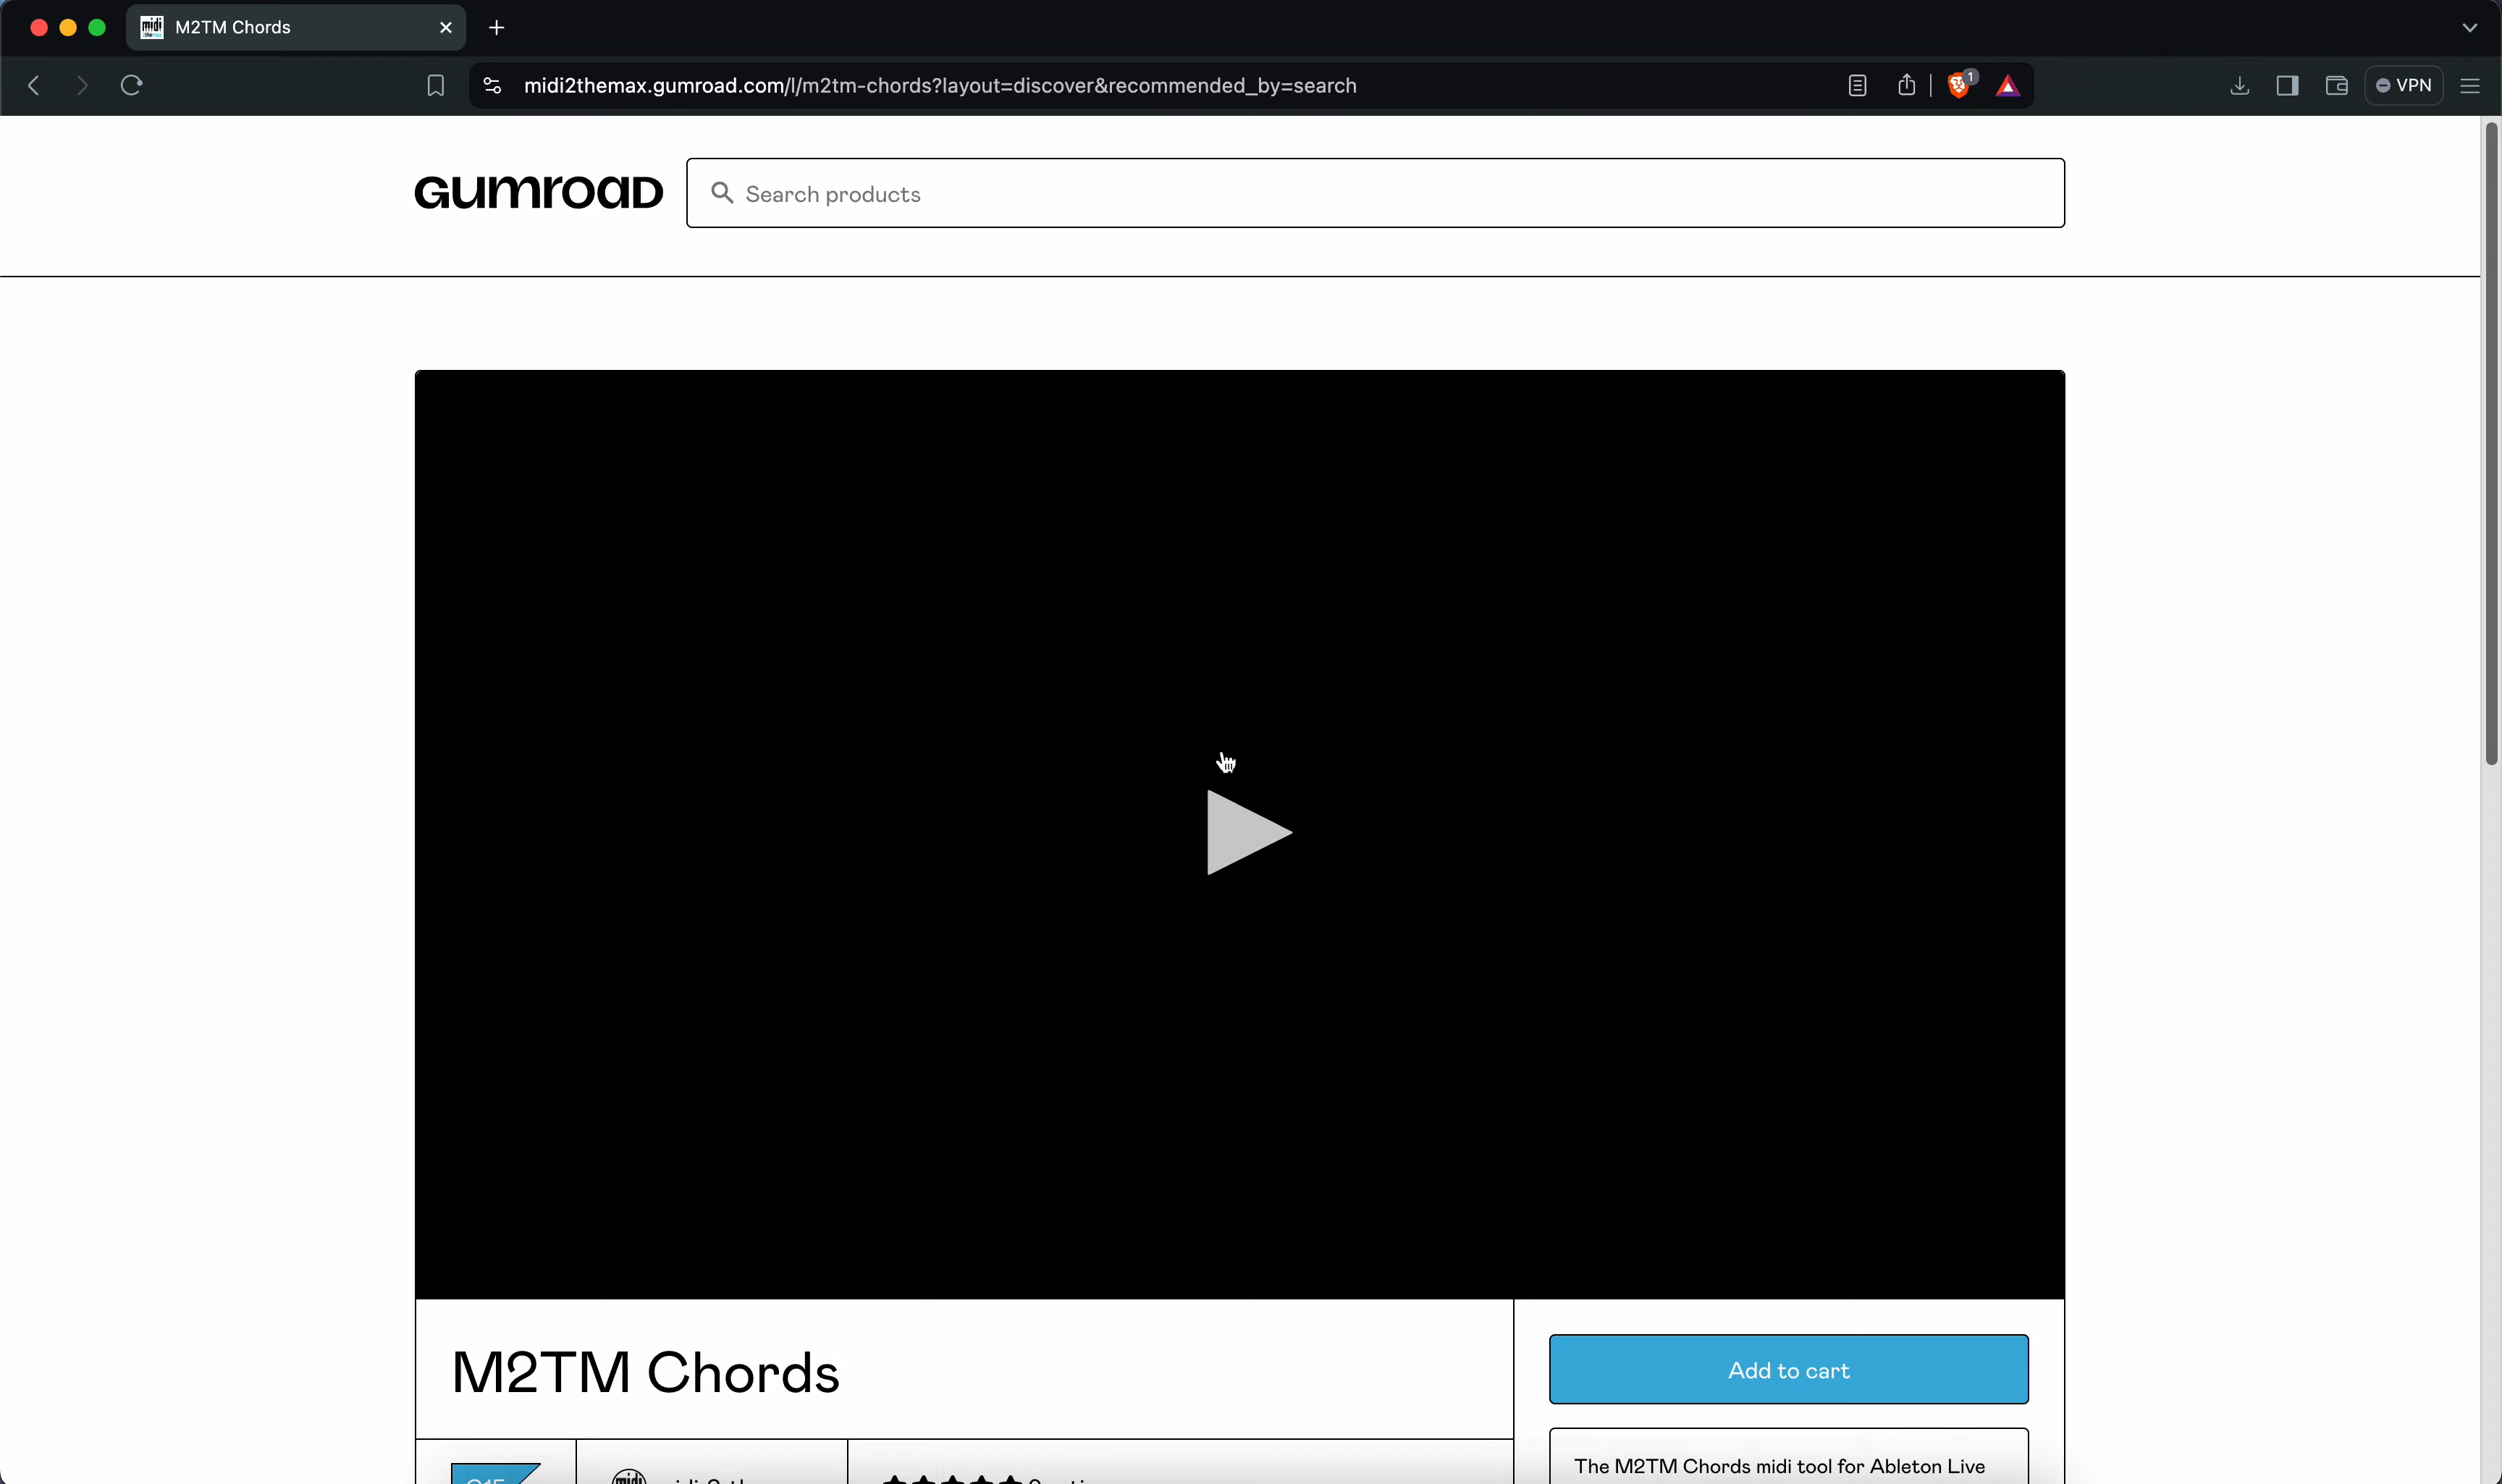 M2TM Chords
midi2themax.gumroad.com/l/m2tm-chords?layout=discover&recommended_by=search
1
VPN
GUMROAD
Search products
M2TM Chords
Add to cart
The M2TM Chords midi tool for Ableton Live